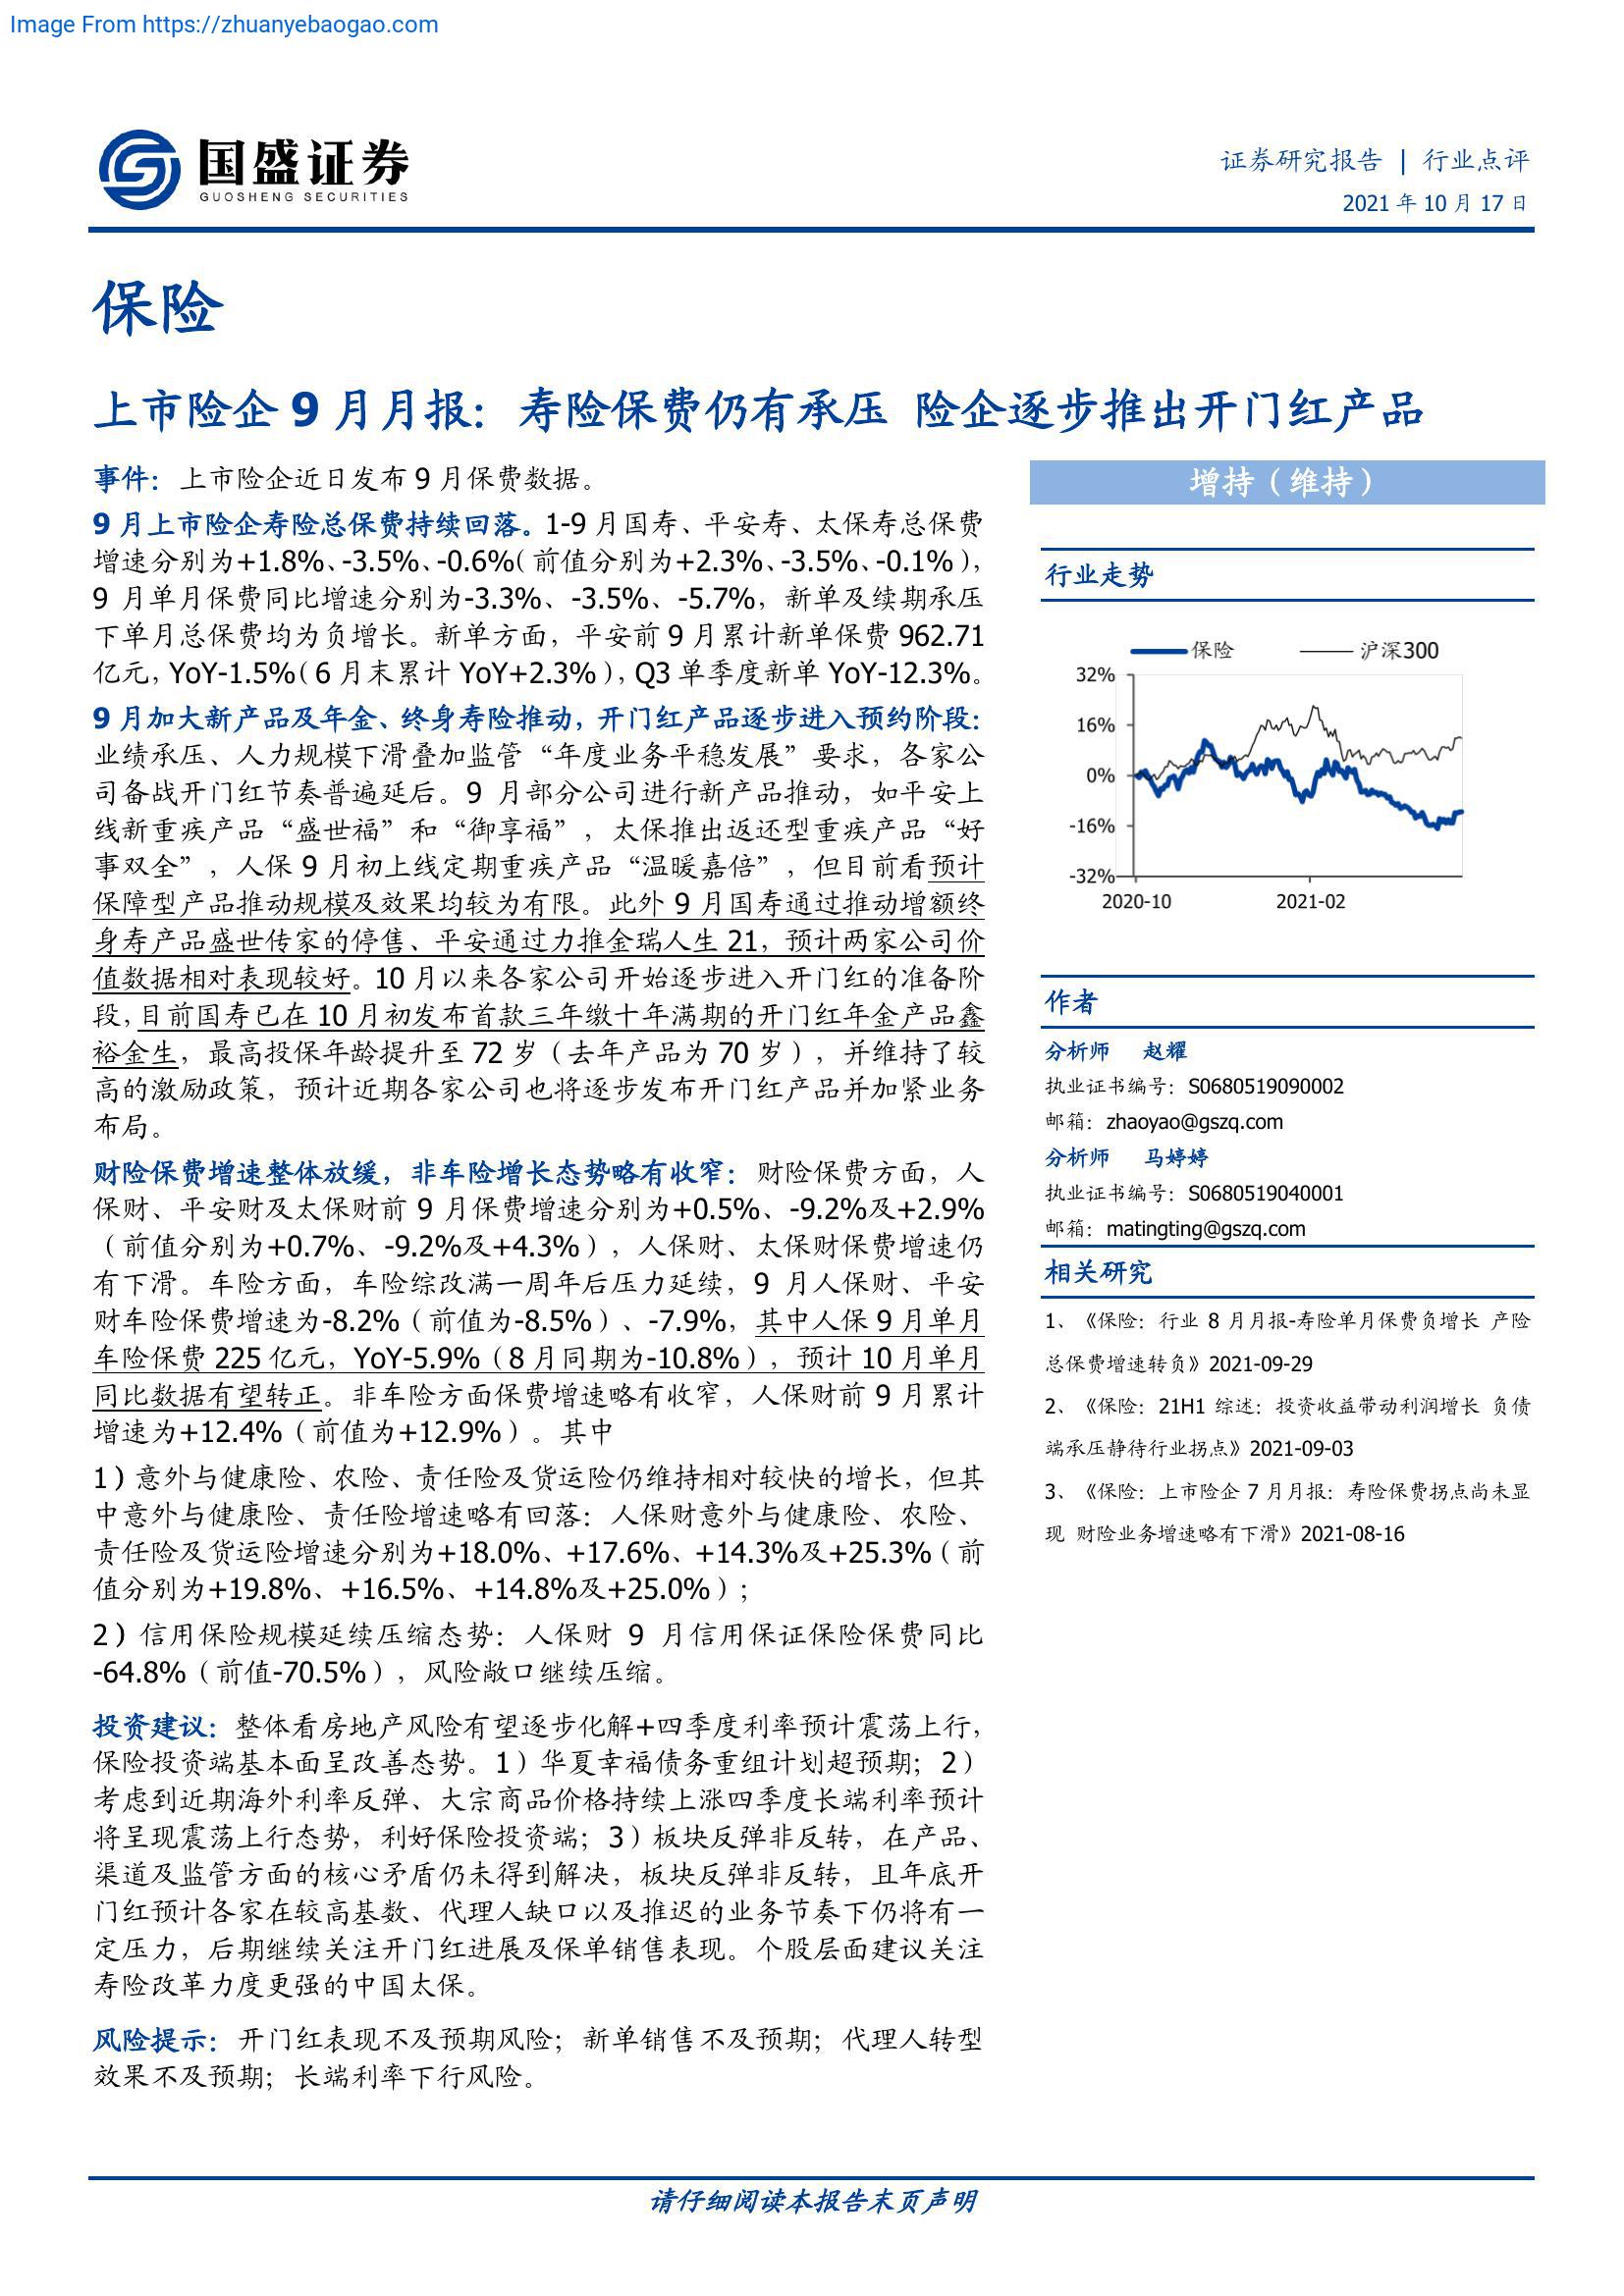 Image From https://zhuanyebaogao.com
国盛证券
GUOSHENG SECURITIES
证券研究报告 | 行业点评
2021 年 10 月 17 日
保险
上市险企 9 月月报：寿险保费仍有承压 险企逐步推出开门红产品
事件：上市险企近日发布 9 月保费数据。
9 月上市险企寿险总保费持续回落。1-9 月国寿、平安寿、太保寿总保费
增速分别为+1.8%、-3.5%、-0.6%（前值分别为+2.3%、-3.5%、-0.1%），
9 月单月保费同比增速分别为-3.3%、-3.5%、-5.7%，新单及续期承压
下单月总保费均为负增长。新单方面，平安前 9 月累计新单保费 962.71
亿元，YoY-1.5%（6 月末累计 YoY+2.3%），Q3 单季度新单 YoY-12.3%。
9 月加大新产品及年金、终身寿险推动，开门红产品逐步进入预约阶段：
业绩承压、人力规模下滑叠加监管“年度业务平稳发展”要求，各家公
司备战开门红节奏普遍延后。9 月部分公司进行新产品推动，如平安上
线新重疾产品“盛世福”和“御享福”，太保推出返还型重疾产品“好
事双全”，人保 9 月初上线定期重疾产品“温暖嘉倍”，但目前看预计
保障型产品推动规模及效果均较为有限。此外 9 月国寿通过推动增额终
身寿产品盛世传家的停售、平安通过力推金瑞人生 21，预计两家公司价
值数据相对表现较好。10 月以来各家公司开始逐步进入开门红的准备阶
段，目前国寿已在 10 月初发布首款三年缴十年满期的开门红年金产品鑫
裕金生，最高投保年龄提升至 72 岁（去年产品为 70 岁），并维持了较
高的激励政策，预计近期各家公司也将逐步发布开门红产品并加紧业务
布局。
财险保费增速整体放缓，非车险增长态势略有收窄：财险保费方面，人
保财、平安财及太保财前 9 月保费增速分别为+0.5%、-9.2%及+2.9%
（前值分别为+0.7%、-9.2%及+4.3%），人保财、太保财保费增速仍
有下滑。车险方面，车险综改满一周年后压力延续，9 月人保财、平安
财车险保费增速为-8.2%（前值为-8.5%）、-7.9%，其中人保 9 月单月
车险保费 225 亿元，YoY-5.9%（8 月同期为-10.8%），预计 10 月单月
同比数据有望转正。非车险方面保费增速略有收窄，人保财前 9 月累计
增速为+12.4%（前值为+12.9%）。其中
1）意外与健康险、农险、责任险及货运险仍维持相对较快的增长，但其
中意外与健康险、责任险增速略有回落：人保财意外与健康险、农险、
责任险及货运险增速分别为+18.0%、+17.6%、+14.3%及+25.3%（前
值分别为+19.8%、+16.5%、+14.8%及+25.0%）；
2）信用保险规模延续压缩态势：人保财 9 月信用保证保险保费同比
-64.8%（前值-70.5%），风险敞口继续压缩。
投资建议：整体看房地产风险有望逐步化解+四季度利率预计震荡上行，
保险投资端基本面呈改善态势。1）华夏幸福债务重组计划超预期；2）
考虑到近期海外利率反弹、大宗商品价格持续上涨四季度长端利率预计
将呈现震荡上行态势，利好保险投资端；3）板块反弹非反转，在产品、
渠道及监管方面的核心矛盾仍未得到解决，板块反弹非反转，且年底开
门红预计各家在较高基数、代理人缺口以及推迟的业务节奏下仍将有一
定压力，后期继续关注开门红进展及保单销售表现。个股层面建议关注
寿险改革力度更强的中国太保。
风险提示：开门红表现不及预期风险；新单销售不及预期；代理人转型
效果不及预期；长端利率下行风险。
增持（维持）
行业走势
保险 沪深300
32%
16%
0%
-16%
-32%
2020-10 2021-02
作者
分析师 赵耀
执业证书编号：S0680519090002
邮箱：zhaoyao@gszq.com
分析师 马婷婷
执业证书编号：S0680519040001
邮箱：matingting@gszq.com
相关研究
1、《保险：行业 8 月月报-寿险单月保费负增长 产险
总保费增速转负》2021-09-29
2、《保险：21H1 综述：投资收益带动利润增长 负债
端承压静待行业拐点》2021-09-03
3、《保险：上市险企 7 月月报：寿险保费拐点尚未显
现 财险业务增速略有下滑》2021-08-16
请仔细阅读本报告末页声明